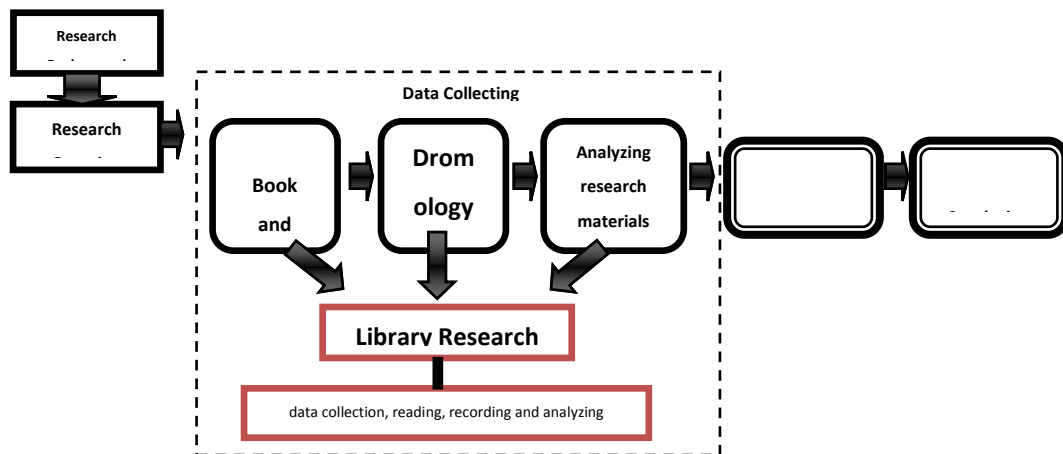 Research
Research
Data Collecting
Book
and
Drom
ology
Analyzing
research
materials
Library Research
data collection, reading, recording and analyzing